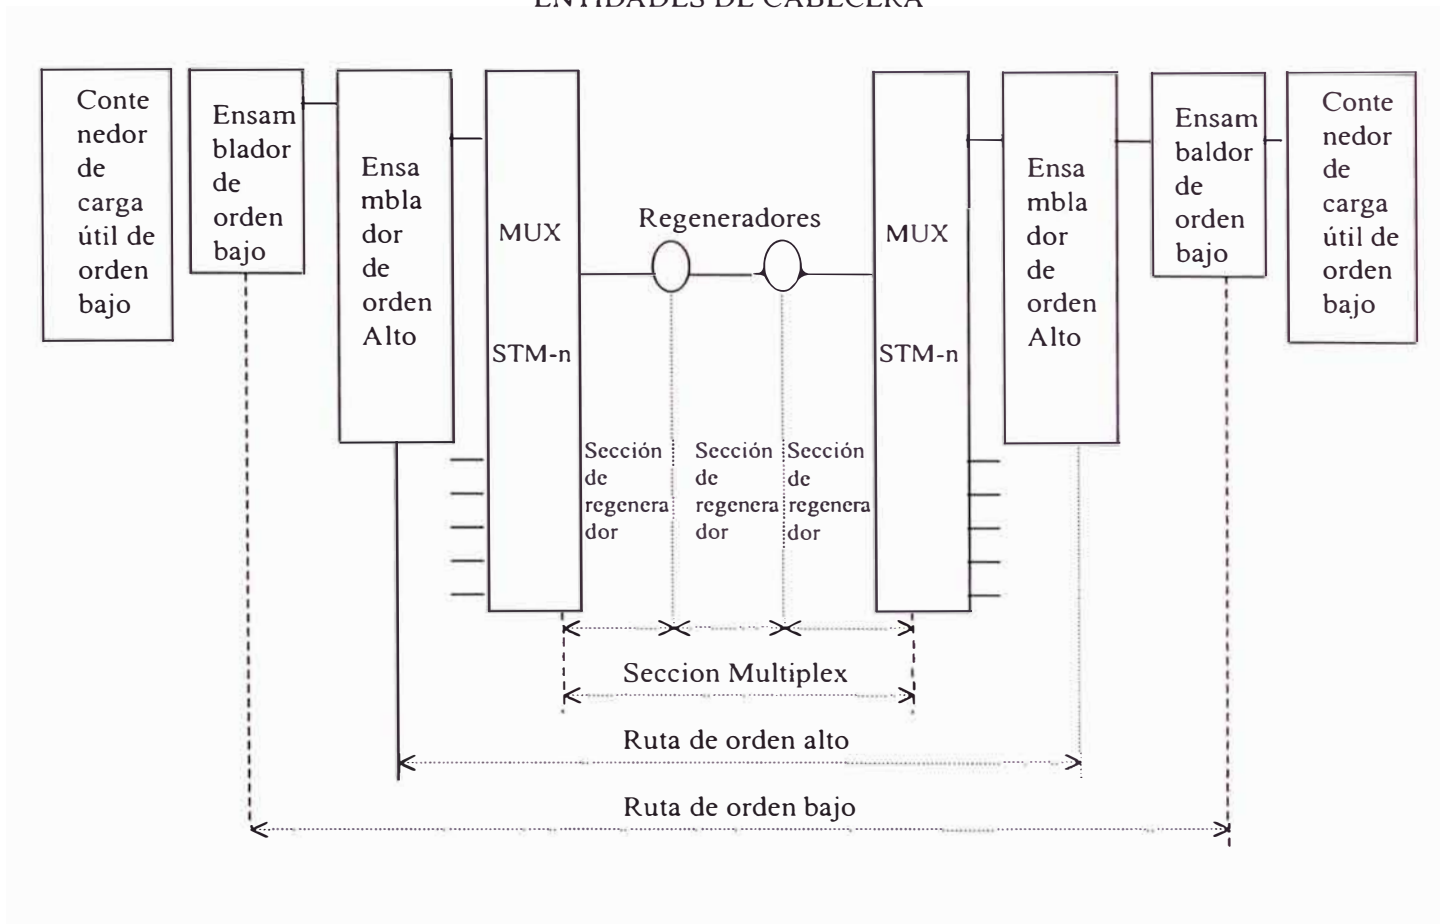 ENTIDADES DE CABECERA
Conte
nedor
de
carga
útil de
orden
bajo
Ensam
blador
de
orden
bajo
Ensa
mbla
dor
de
orden
Alto
MUX
STM-n
Regeneradores
MUX
STM-n
Ensa
mbla
dor
de
orden
Alto
Ensam
baldor
de
orden
bajo
Conte
nedor
de
carga
útil de
orden
bajo
Sección
de
regenera
dor
Sección
de
regenera
dor
Sección
de
regenera
dor
Seccion Multiplex
Ruta de orden alto
Ruta de orden bajo